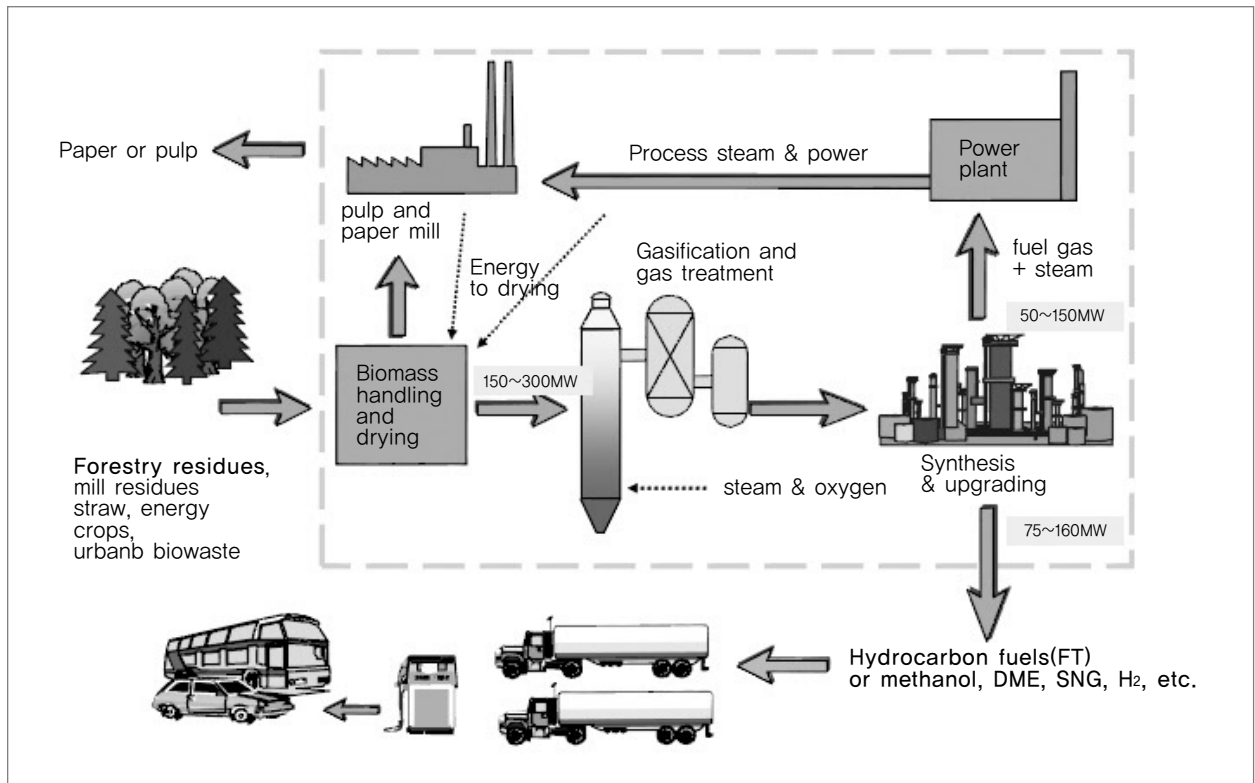 Paper or pulp
pulp and
paper mill
Process steam & power
Power
plant
Energy
to drying
Gasification and
gas treatment
fuel gas
+ steam
50~150MW
Biomass
handling
and
drying
150~300MW
Forestry residues,
mill residues
straw, energy
crops,
urbanb biowaste
steam & oxygen
Synthesis
& upgrading
75~160MW
Hydrocarbon fuels(FT)
or methanol, DME, SNG, H₂, etc.